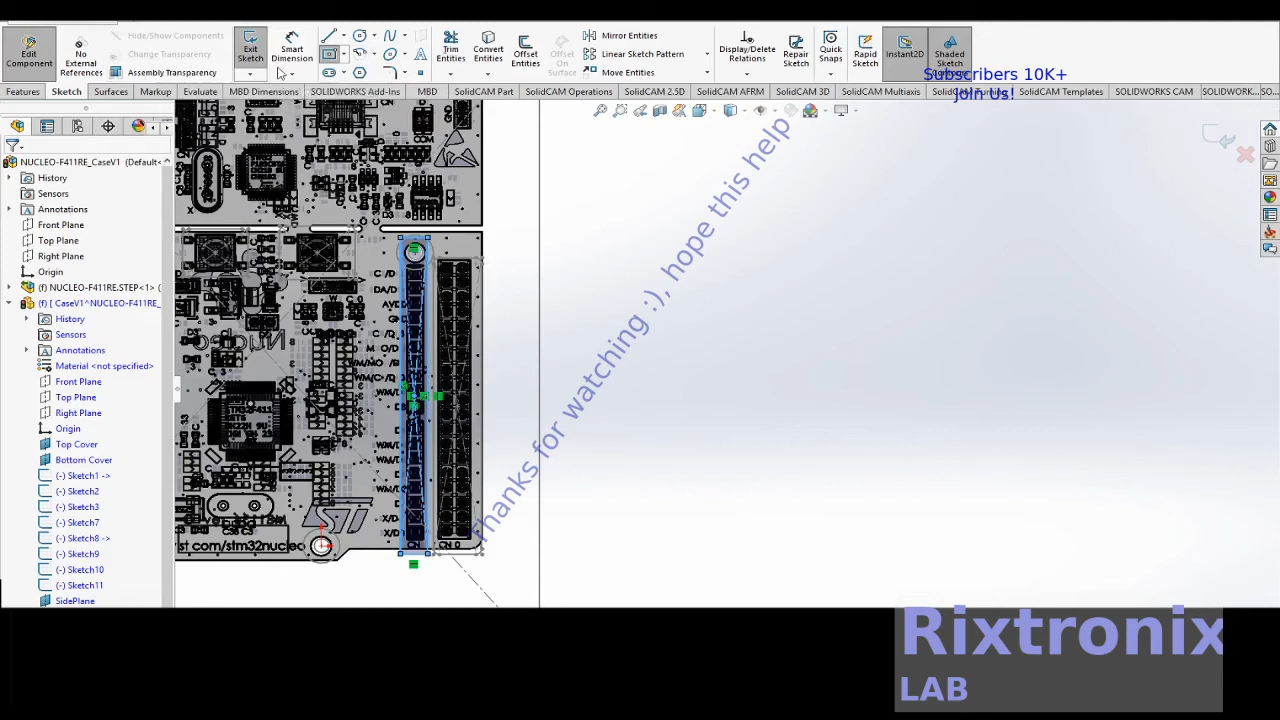 Edit Component
No External References
Hide/Show Components
Change Transparency
Assembly Transparency
Exit Sketch
Smart Dimension
Trim Entities
Convert Entities
Offset Entities
Offset On Surface
Mirror Entities
Linear Sketch Pattern
Move Entities
Display/Delete Relations
Repair Sketch
Quick Snaps
Rapid Sketch
Instant2D
Shaded Sketch
Subscribers 10K+
Join Us!
Features
Sketch
Surfaces
Markup
Evaluate
MBD Dimensions
SOLIDWORKS Add-Ins
MBD
SolidCAM Part
SolidCAM Operations
SolidCAM 2.5D
SolidCAM AFRM
SolidCAM 3D
SolidCAM Multiaxis
SolidCAM Templates
SOLIDWORKS CAM
SOLIDWORK...
NUCLEO-F411RE_CaseV1 (Default<
History
Sensors
Annotations
Front Plane
Top Plane
Right Plane
Origin
(f) NUCLEO-F411RE.STEP<1> (
(f) [ CaseV1^NUCLEO-F411RE_
History
Sensors
Annotations
Material <not specified>
Front Plane
Top Plane
Right Plane
Origin
Top Cover
Bottom Cover
(-) Sketch1 ->
(-) Sketch2
(-) Sketch3
(-) Sketch7
(-) Sketch8 ->
(-) Sketch9
(-) Sketch10
(-) Sketch11
SidePlane
Thanks for watching :), hope this help
Rixtronix
LAB